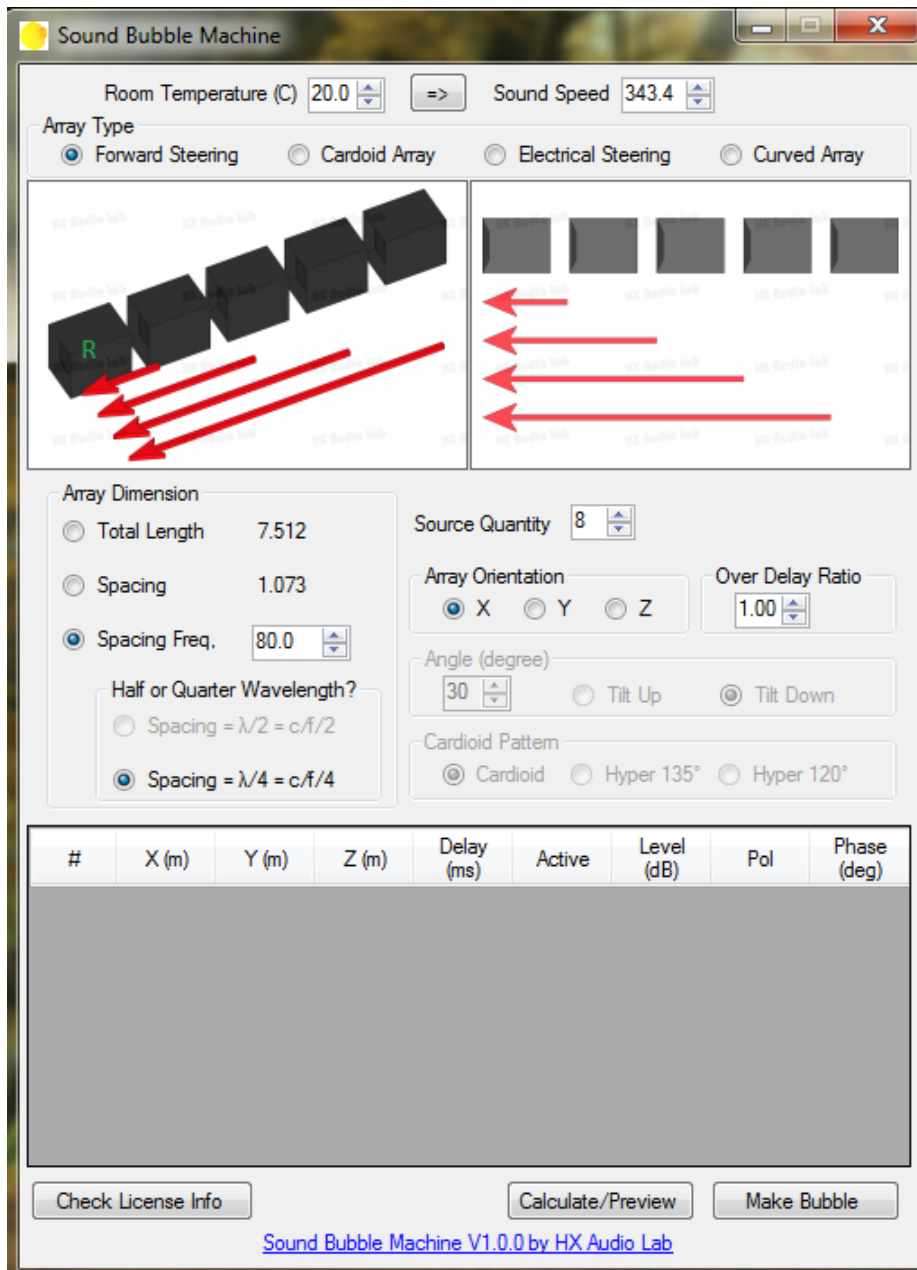 Sound Bubble Machine
Room Temperature (C) 20.0 => Sound Speed 343.4
Array Type
Forward Steering Cardoid Array Electrical Steering Curved Array
HX Audio lab
R
Array Dimension
Total Length 7.512
Source Quantity 8
Spacing 1.073
Array Orientation Over Delay Ratio
X Y Z 1.00
Spacing Freq. 80.0
Angle (degree)
30 Tilt Up Tilt Down
Half or Quarter Wavelength?
Spacing = λ/2 = c/f/2
Spacing = λ/4 = c/f/4
Cardioid Pattern
Cardioid Hyper 135° Hyper 120°
# X (m) Y (m) Z (m) Delay (ms) Active Level (dB) Pol Phase (deg)
Check License Info Calculate/Preview Make Bubble
Sound Bubble Machine V1.0.0 by HX Audio Lab